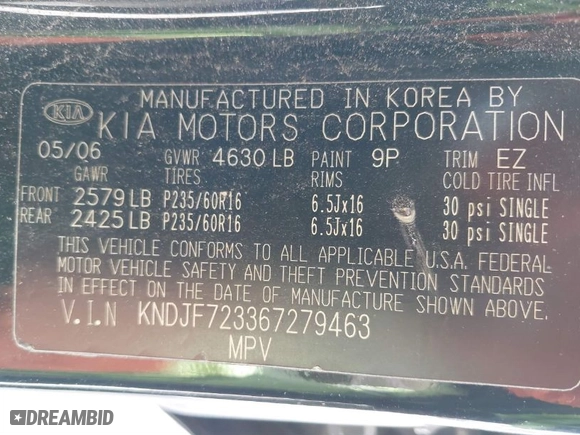 MANUFACTURED IN KOREA BY
KIA KIA MOTORS CORPORATION
05/06 GVWR 4630 LB PAINT 9P TRIM EZ
GAWR TIRES RIMS COLD TIRE INFL
FRONT 2579 LB P235/60R16 6.5Jx16 30 psi SINGLE
REAR 2425 LB P235/60R16 6.5Jx16 30 psi SINGLE
THIS VEHICLE CONFORMS TO ALL APPLICABLE U.S.A. FEDERAL
MOTOR VEHICLE SAFETY AND THEFT PREVENTION STANDARDS
IN EFFECT ON THE DATE OF MANUFACTURE SHOWN ABOVE.
V.I.N KNDJF723367279463
MPV
DREAMBID